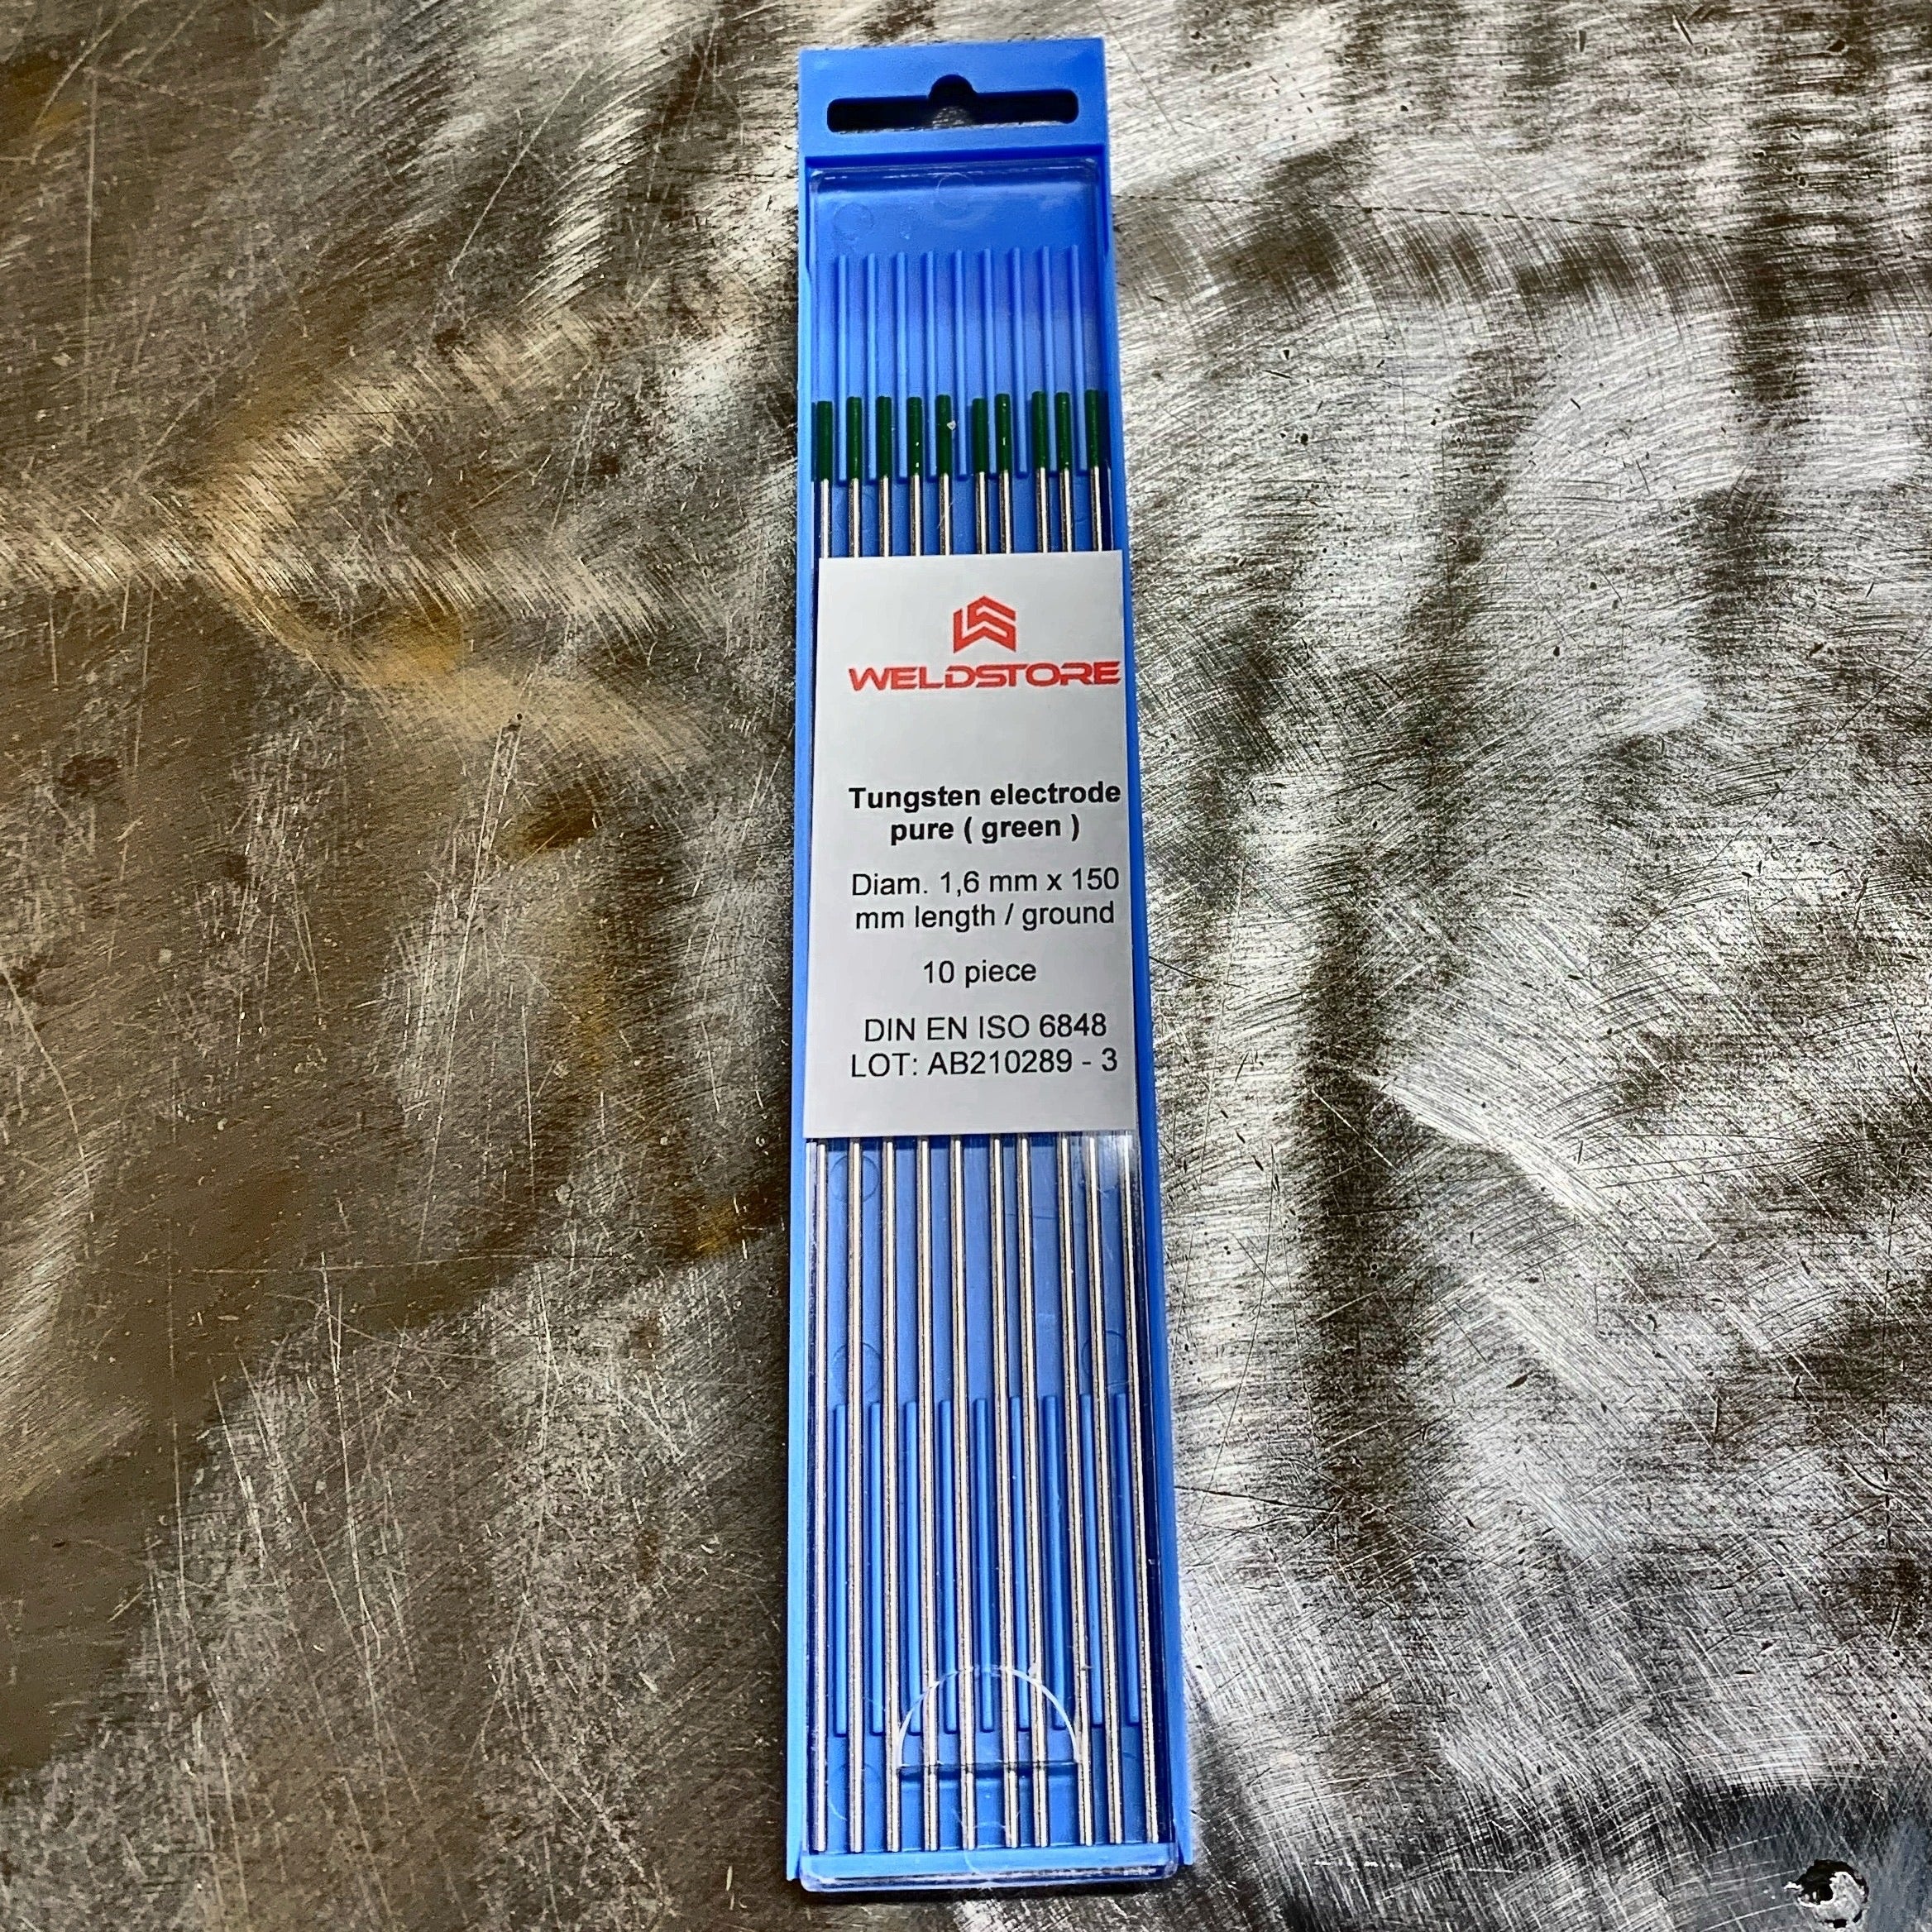 WELDSTORE
Tungsten electrode
pure ( green )
Diam. 1,6 mm x 150
mm length / ground
10 piece
DIN EN ISO 6848
LOT: AB210289 - 3